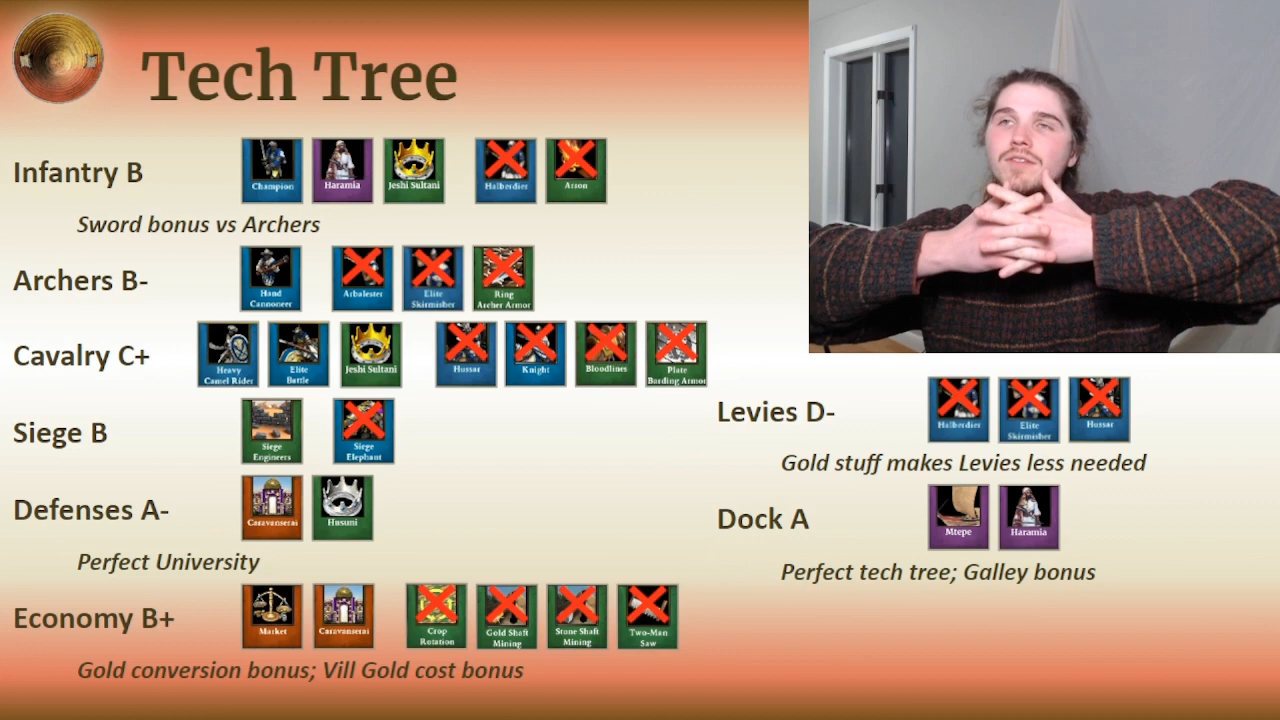 Tech Tree
Infantry B
Champion
Haramia
Jeshi Sultani
Halberdier
Arson
Sword bonus vs Archers
Archers B-
Hand
Cannoneer
Arbalester
Elite
Skirmisher
Ring
Archer Armor
Cavalry C+
Heavy
Camel Rider
Elite
Battle
Jeshi Sultani
Hussar
Knight
Bloodlines
Plate
Barding Armor
Siege B
Siege
Engineers
Siege
Elephant
Defenses A-
Caravanserai
Husuni
Perfect University
Economy B+
Market
Caravanserai
Crop
Rotation
Gold Shaft
Mining
Stone Shaft
Mining
Two-Man
Saw
Gold conversion bonus; Vill Gold cost bonus
Levies D-
Halberdier
Elite
Skirmisher
Hussar
Gold stuff makes Levies less needed
Dock A
Mtepe
Haramia
Perfect tech tree; Galley bonus